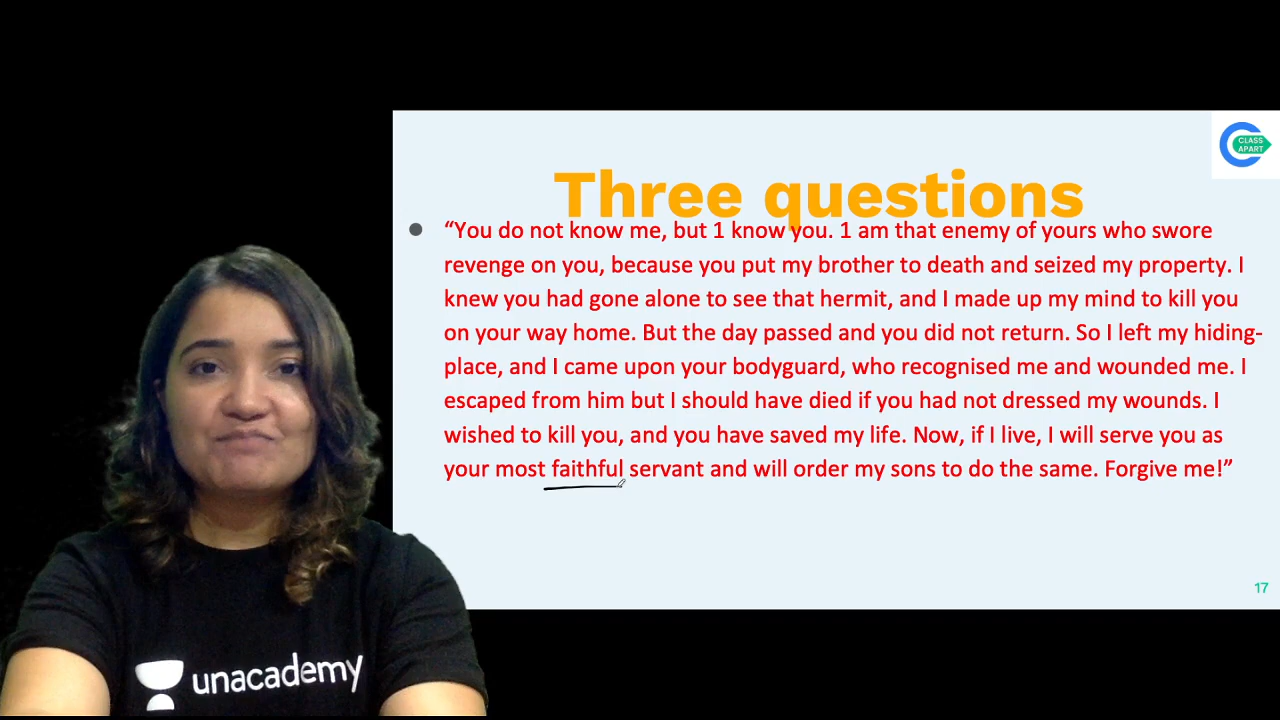 CLASS
APART
Three questions
“You do not know me, but 1 know you. 1 am that enemy of yours who swore
revenge on you, because you put my brother to death and seized my property. I
knew you had gone alone to see that hermit, and I made up my mind to kill you
on your way home. But the day passed and you did not return. So I left my hiding-
place, and I came upon your bodyguard, who recognised me and wounded me. I
escaped from him but I should have died if you had not dressed my wounds. I
wished to kill you, and you have saved my life. Now, if I live, I will serve you as
your most faithful servant and will order my sons to do the same. Forgive me!”
17
unacademy